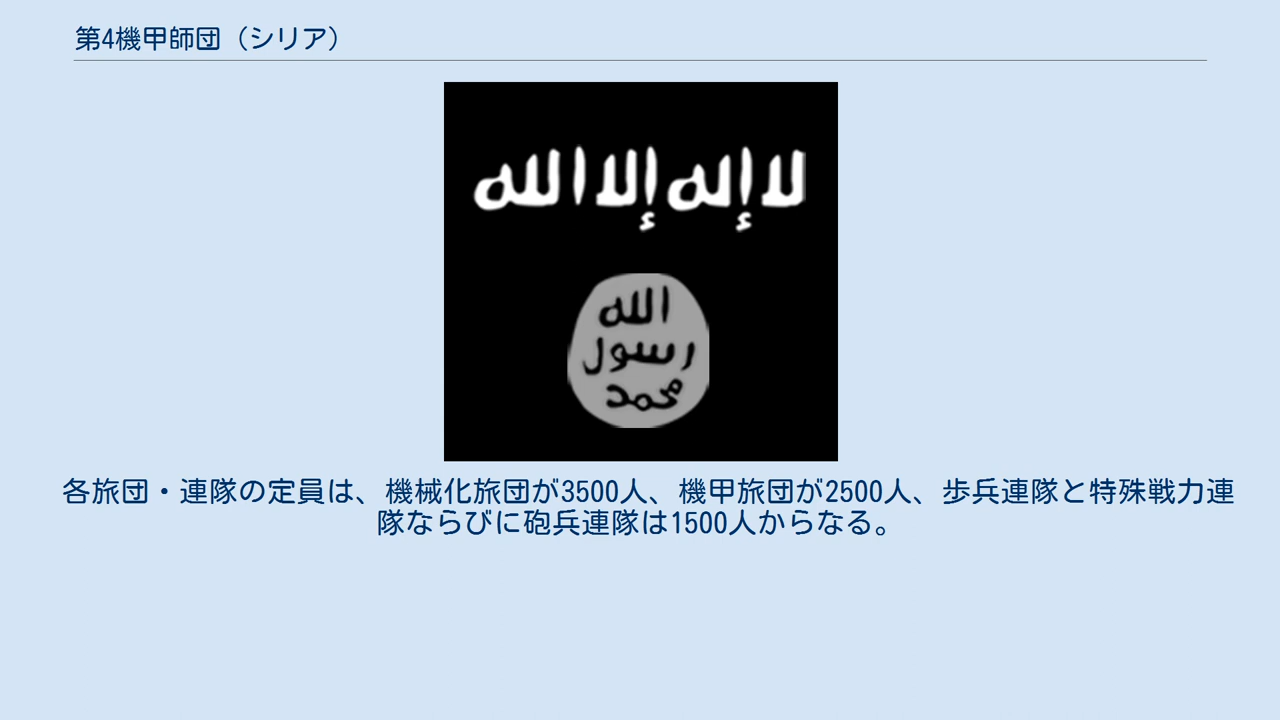 第4機甲師団（シリア）
لا إله إلا الله
الله
رسول
محمد
各旅団・連隊の定員は、機械化旅団が3500人、機甲旅団が2500人、歩兵連隊と特殊戦力連
隊ならびに砲兵連隊は1500人からなる。